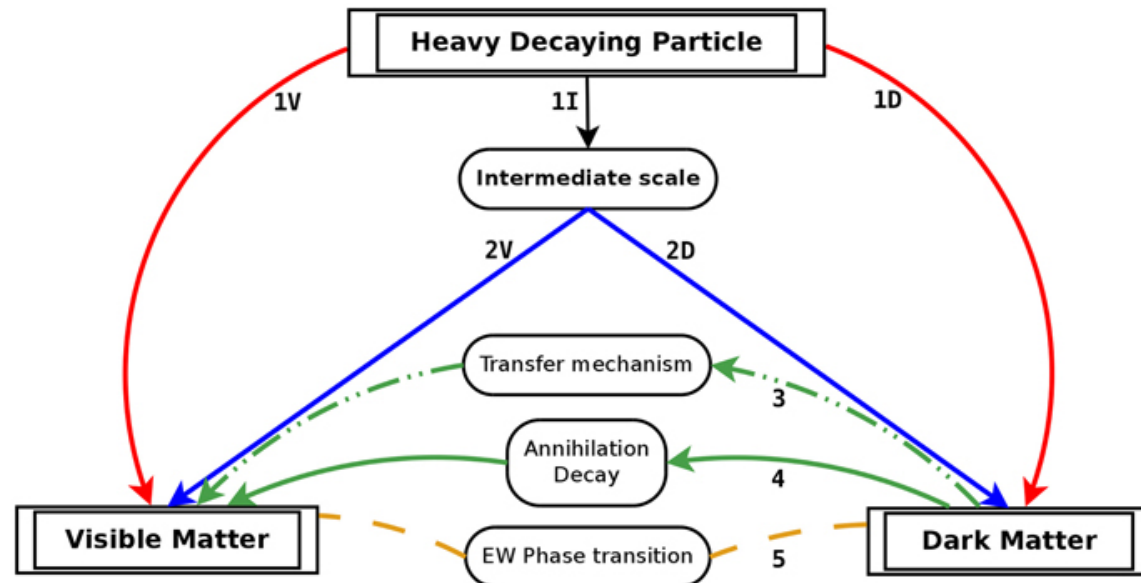 Heavy Decaying Particle
1V
1I
1D
Intermediate scale
2V
2D
Transfer mechanism
3
Annihilation
Decay
4
Visible Matter
EW Phase transition
5
Dark Matter